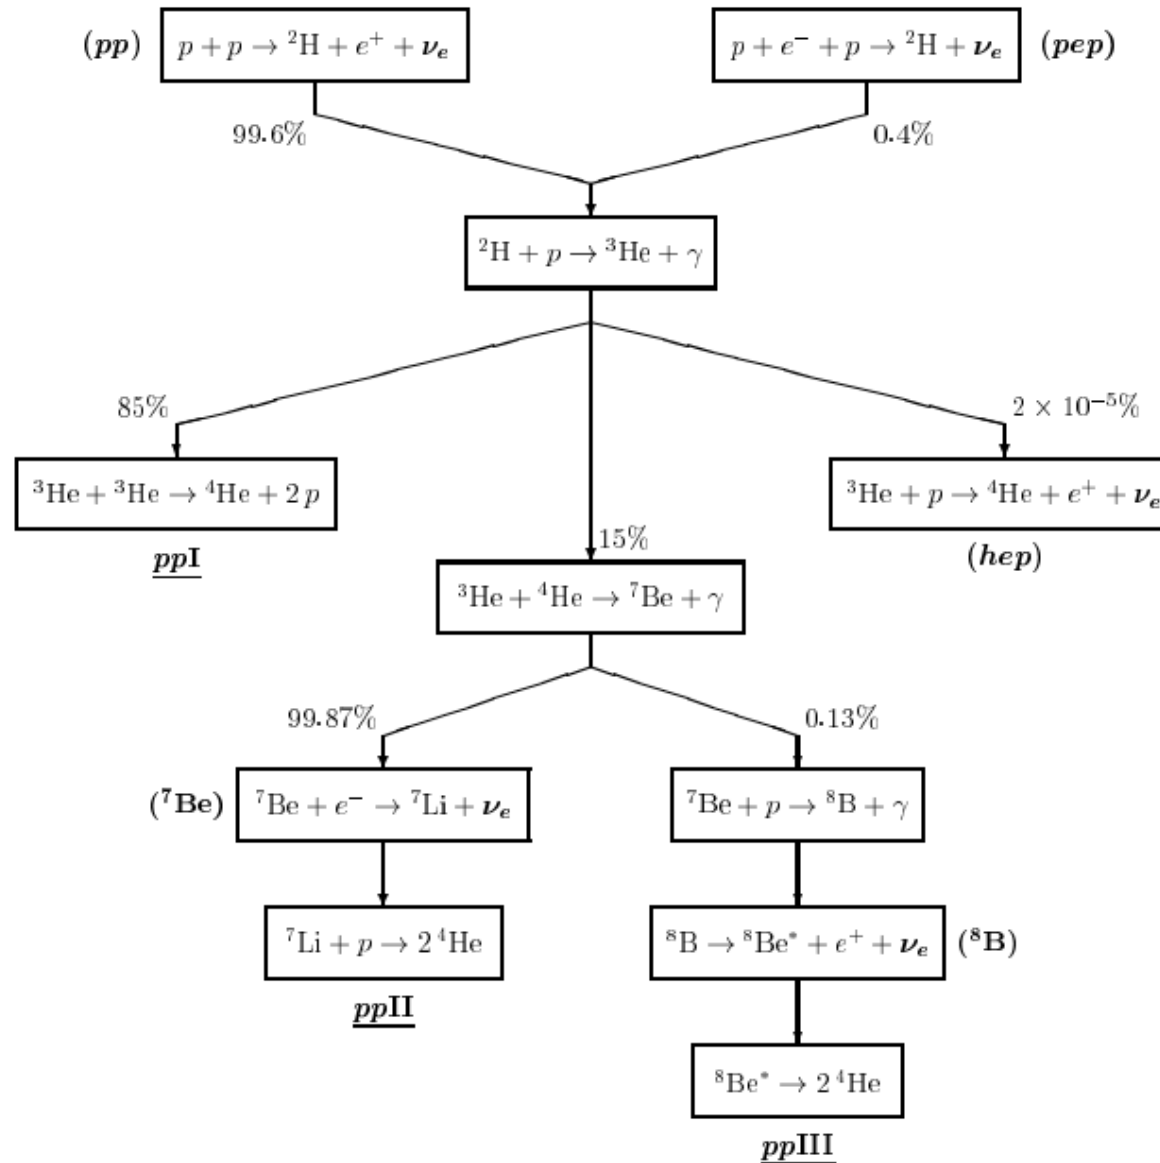 (pp) p + p → ²H + e⁺ + νₑ
p + e⁻ + p → ²H + νₑ (pep)
99.6%
0.4%
²H + p → ³He + γ
85%
2 × 10⁻⁵%
³He + ³He → ⁴He + 2 p
³He + p → ⁴He + e⁺ + νₑ
ppI
(hep)
15%
³He + ⁴He → ⁷Be + γ
99.87%
0.13%
(⁷Be) ⁷Be + e⁻ → ⁷Li + νₑ
⁷Be + p → ⁸B + γ
⁷Li + p → 2 ⁴He
⁸B → ⁸Be* + e⁺ + νₑ (⁸B)
ppII
⁸Be* → 2 ⁴He
ppIII